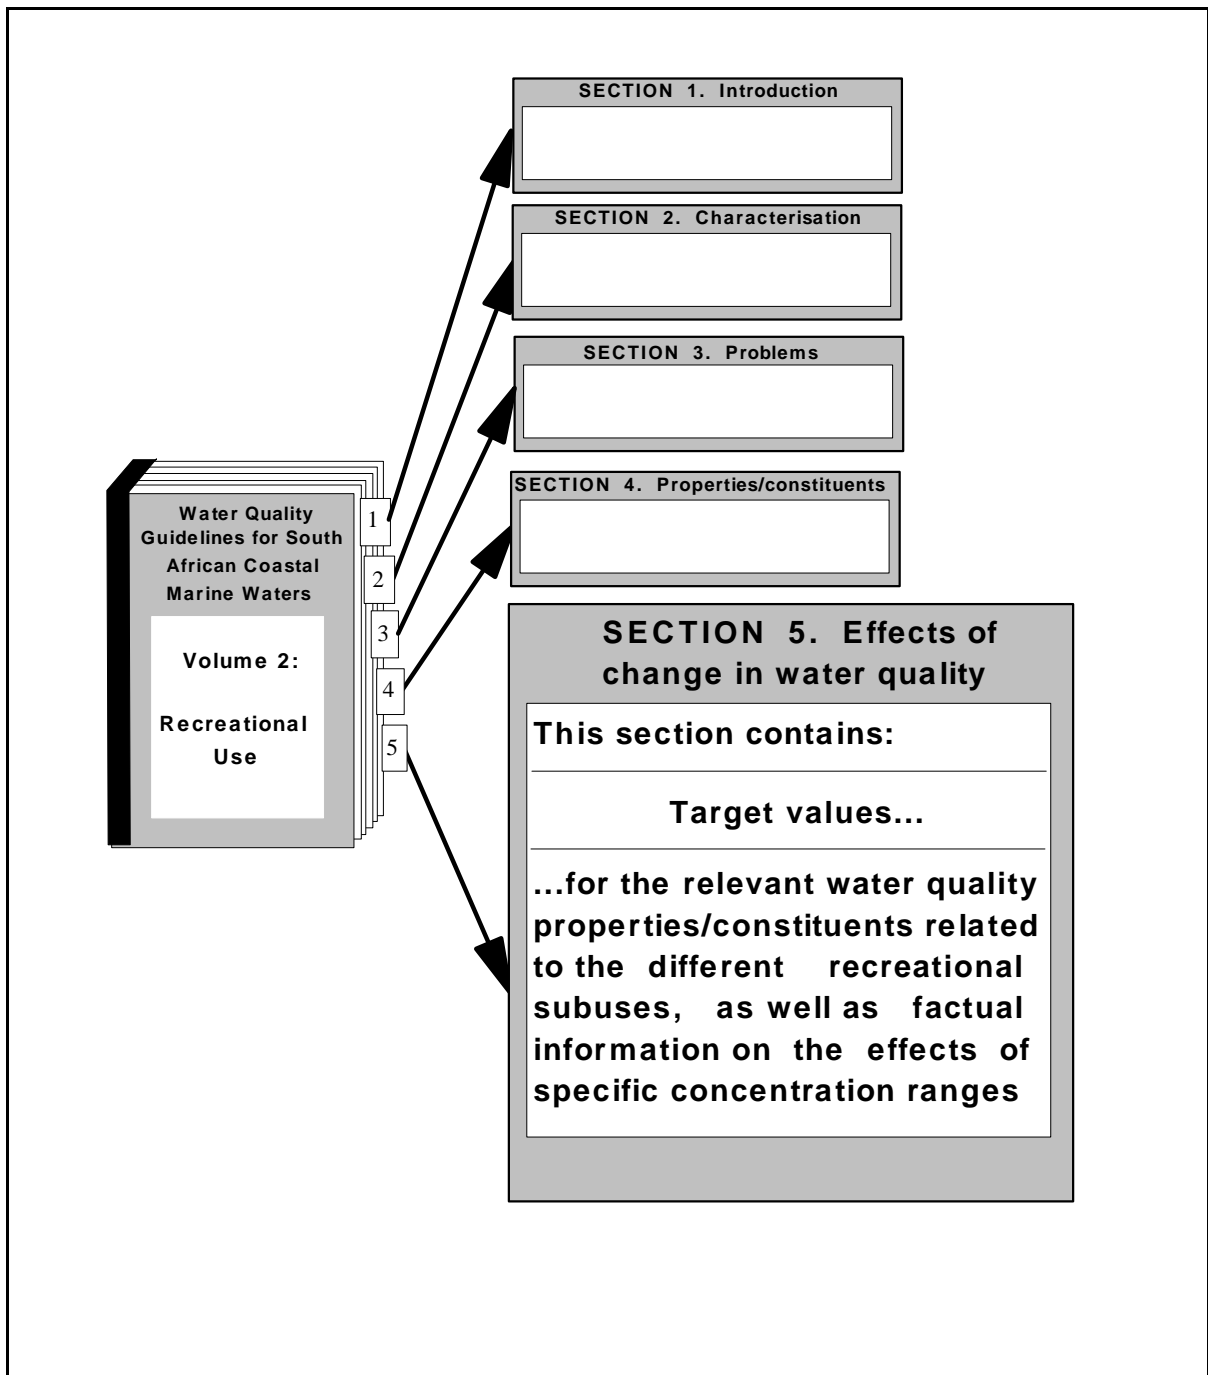 SECTION 1. Introduction
SECTION 2. Characterisation
SECTION 3. Problems
SECTION 4. Properties/constituents
Water Quality
Guidelines for South
African Coastal
Marine Waters
Volume 2:
Recreational
Use
1
2
3
4
5
SECTION 5. Effects of
change in water quality
This section contains:
Target values...
...for the relevant water quality
properties/constituents related
to the different recreational
subuses, as well as factual
information on the effects of
specific concentration ranges